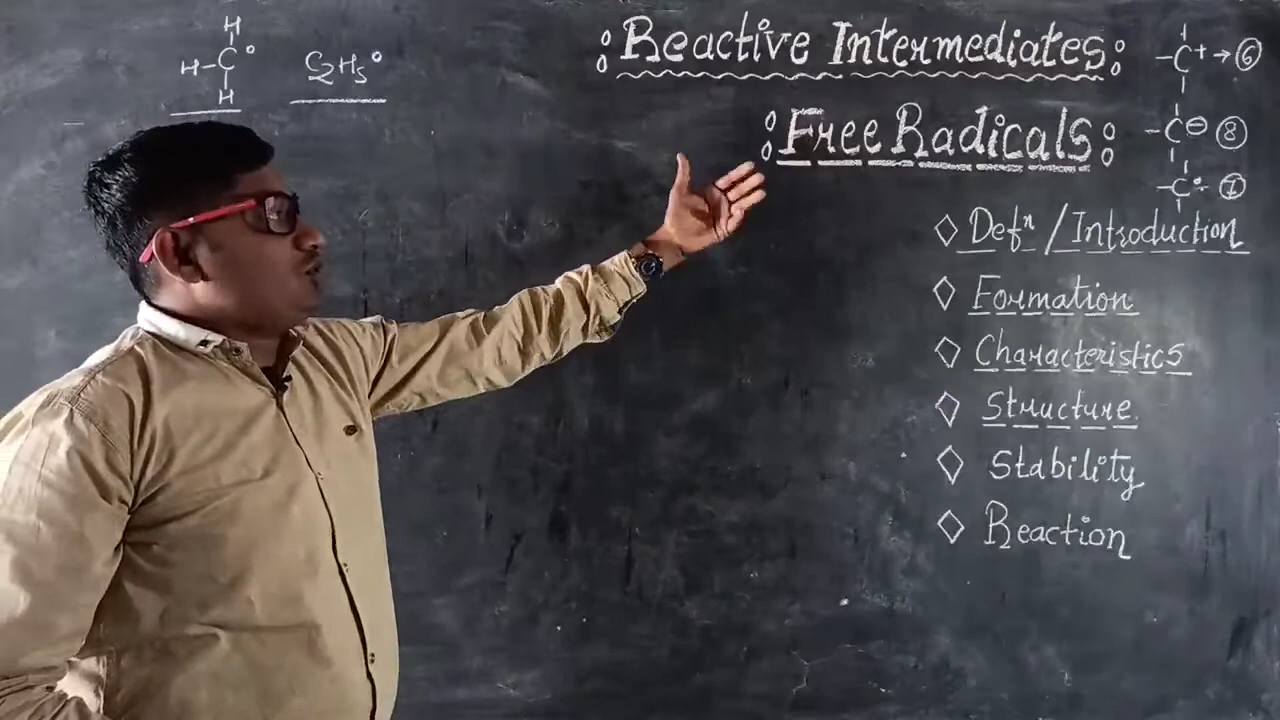 H
H-C°
H
C2H5°
Reactive Intermediates
Free Radicals
-C+ → 6
-C⊖ 8
-C• 7
◇ Defn / Introduction
◇ Formation
◇ Characteristics
◇ Structure
◇ Stability
◇ Reaction